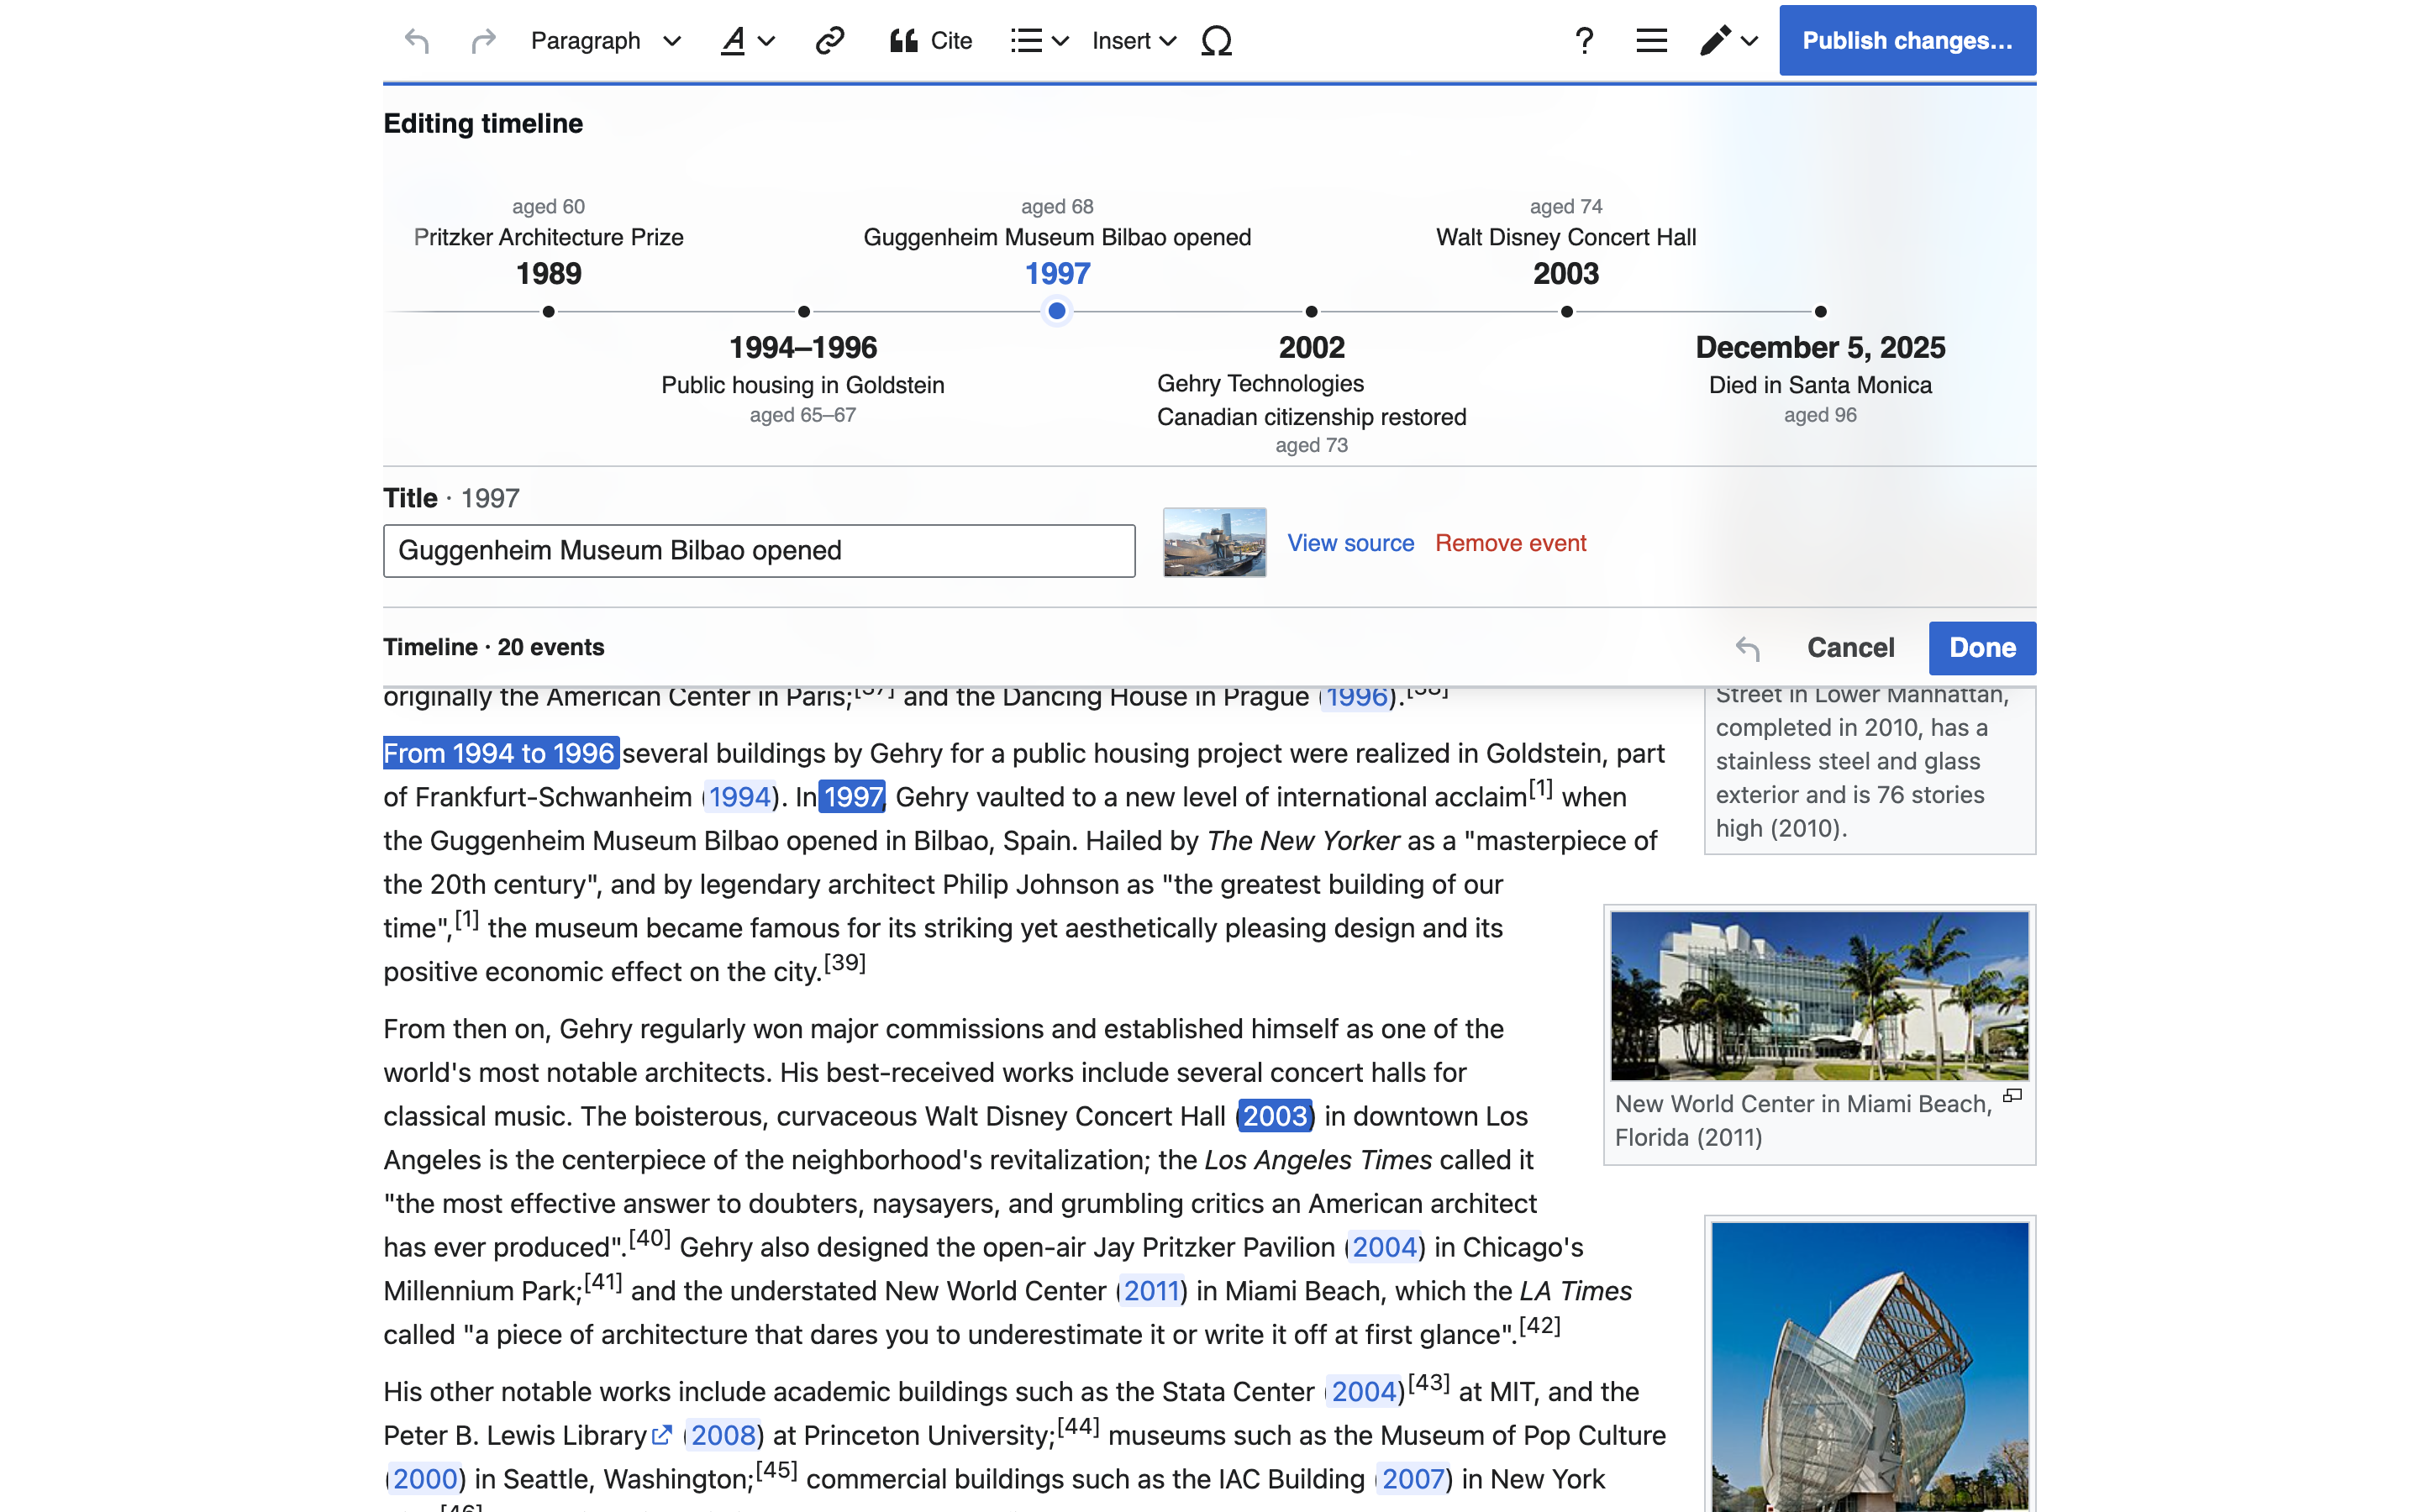 Paragraph
A
Cite
Insert
Ω
?
Publish changes...
Editing timeline
aged 60
Pritzker Architecture Prize
1989
aged 68
Guggenheim Museum Bilbao opened
1997
aged 74
Walt Disney Concert Hall
2003
1994–1996
Public housing in Goldstein
aged 65–67
2002
Gehry Technologies
Canadian citizenship restored
aged 73
December 5, 2025
Died in Santa Monica
aged 96
Title · 1997
Guggenheim Museum Bilbao opened
View source
Remove event
Timeline · 20 events
Cancel
Done
originally the American Center in Paris;[37] and the Dancing House in Prague (1996).[38]
From 1994 to 1996 several buildings by Gehry for a public housing project were realized in Goldstein, part
of Frankfurt-Schwanheim (1994). In 1997, Gehry vaulted to a new level of international acclaim[1] when
the Guggenheim Museum Bilbao opened in Bilbao, Spain. Hailed by The New Yorker as a "masterpiece of
the 20th century", and by legendary architect Philip Johnson as "the greatest building of our
time",[1] the museum became famous for its striking yet aesthetically pleasing design and its
positive economic effect on the city.[39]
From then on, Gehry regularly won major commissions and established himself as one of the
world's most notable architects. His best-received works include several concert halls for
classical music. The boisterous, curvaceous Walt Disney Concert Hall (2003) in downtown Los
Angeles is the centerpiece of the neighborhood's revitalization; the Los Angeles Times called it
"the most effective answer to doubters, naysayers, and grumbling critics an American architect
has ever produced".[40] Gehry also designed the open-air Jay Pritzker Pavilion (2004) in Chicago's
Millennium Park;[41] and the understated New World Center (2011) in Miami Beach, which the LA Times
called "a piece of architecture that dares you to underestimate it or write it off at first glance".[42]
His other notable works include academic buildings such as the Stata Center (2004)[43] at MIT, and the
Peter B. Lewis Library (2008) at Princeton University;[44] museums such as the Museum of Pop Culture
(2000) in Seattle, Washington;[45] commercial buildings such as the IAC Building (2007) in New York
[46]
Street in Lower Manhattan,
completed in 2010, has a
stainless steel and glass
exterior and is 76 stories
high (2010).
New World Center in Miami Beach,
Florida (2011)